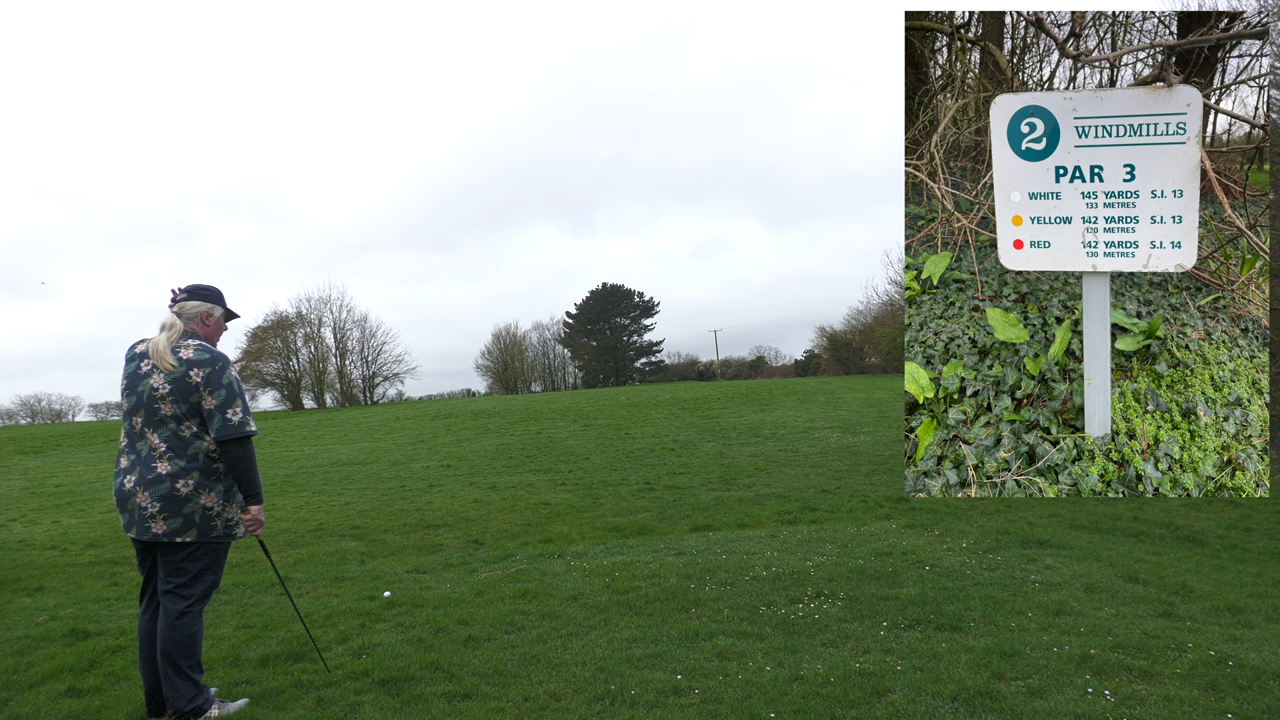 2 WINDMILLS
PAR 3
WHITE 145 YARDS S.I. 13
133 METRES
YELLOW 142 YARDS S.I. 13
METRES
RED 142 YARDS S.I. 14
130 METRES